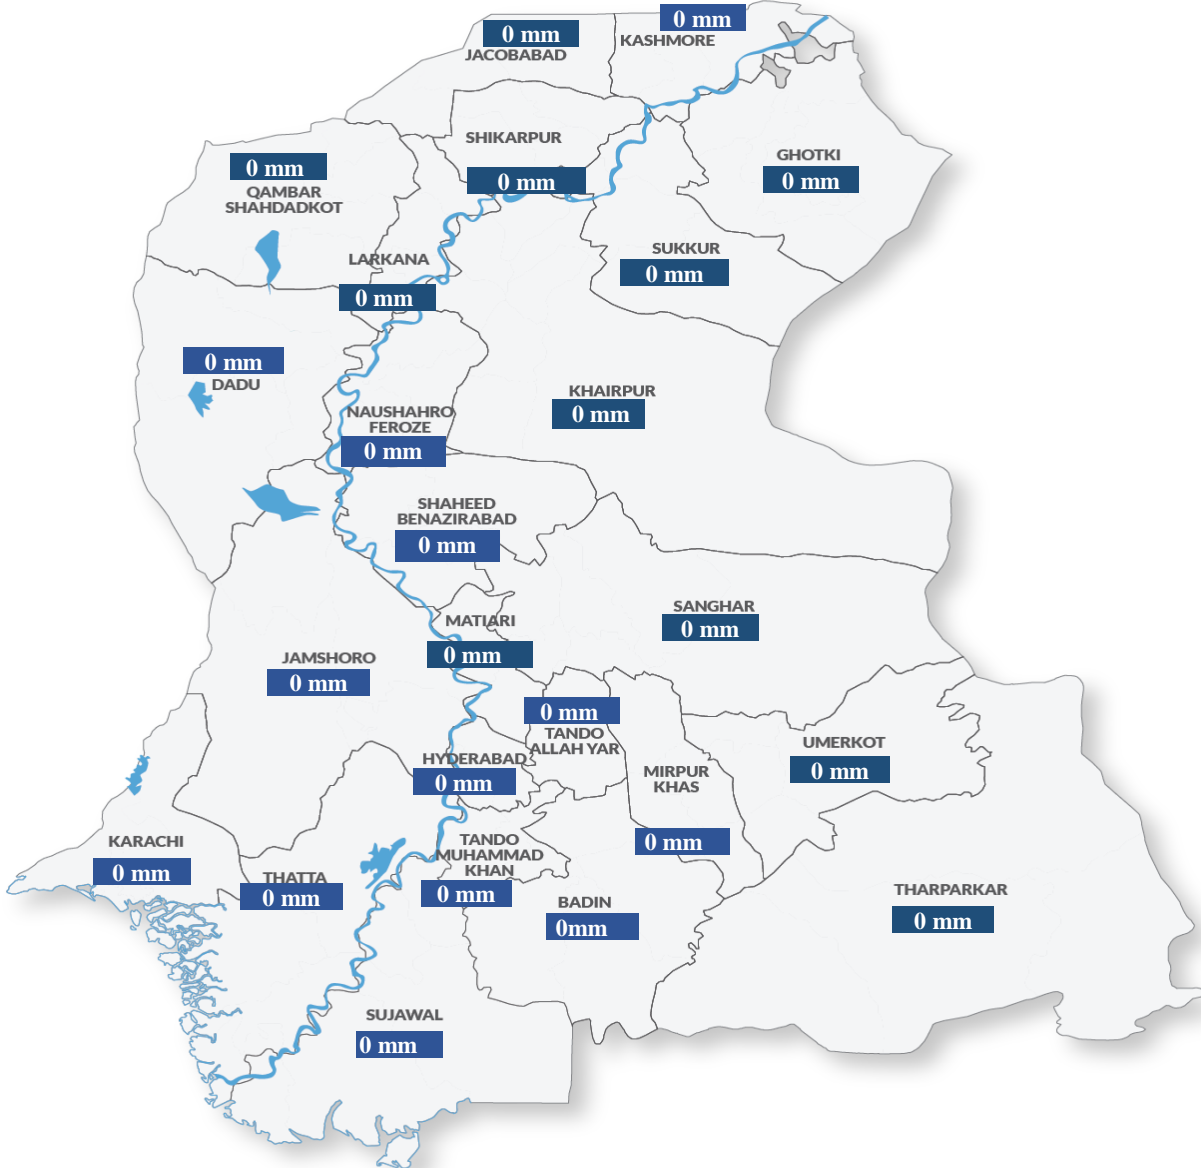 0 mm
KASHMORE
0 mm
JACOBABAD
SHIKARPUR
0 mm
GHOTKI
0 mm
0 mm
QAMBAR
SHAHDADKOT
SUKKUR
0 mm
LARKANA
0 mm
0 mm
DADU
KHAIRPUR
0 mm
NAUSHAHRO
FEROZE
0 mm
SHAHEED
BENAZIRABAD
0 mm
SANGHAR
0 mm
MATIARI
0 mm
JAMSHORO
0 mm
0 mm
TANDO
ALLAH YAR
UMERKOT
0 mm
HYDERABAD
0 mm
MIRPUR
KHAS
0 mm
KARACHI
0 mm
THATTA
0 mm
TANDO
MUHAMMAD
KHAN
0 mm
BADIN
0mm
THARPARKAR
0 mm
SUJAWAL
0 mm